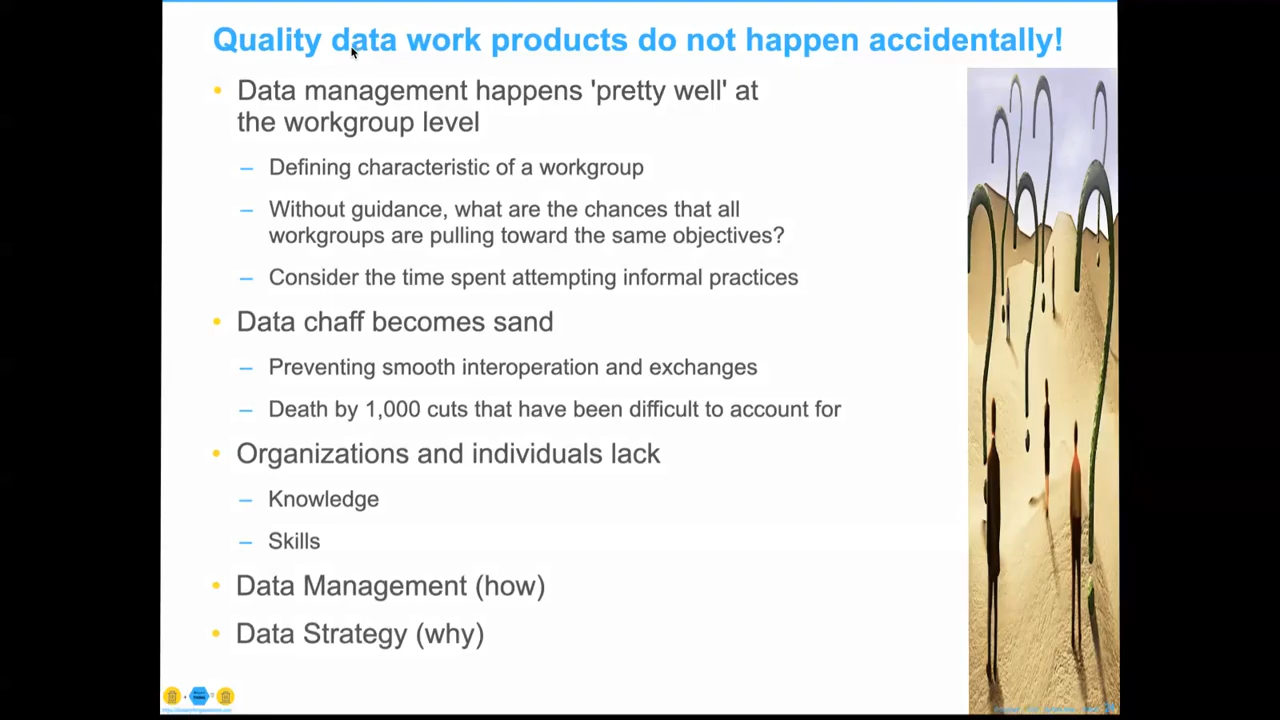 Quality data work products do not happen accidentally!
• Data management happens 'pretty well' at
the workgroup level
– Defining characteristic of a workgroup
– Without guidance, what are the chances that all
workgroups are pulling toward the same objectives?
– Consider the time spent attempting informal practices
• Data chaff becomes sand
– Preventing smooth interoperation and exchanges
– Death by 1,000 cuts that have been difficult to account for
• Organizations and individuals lack
– Knowledge
– Skills
• Data Management (how)
• Data Strategy (why)